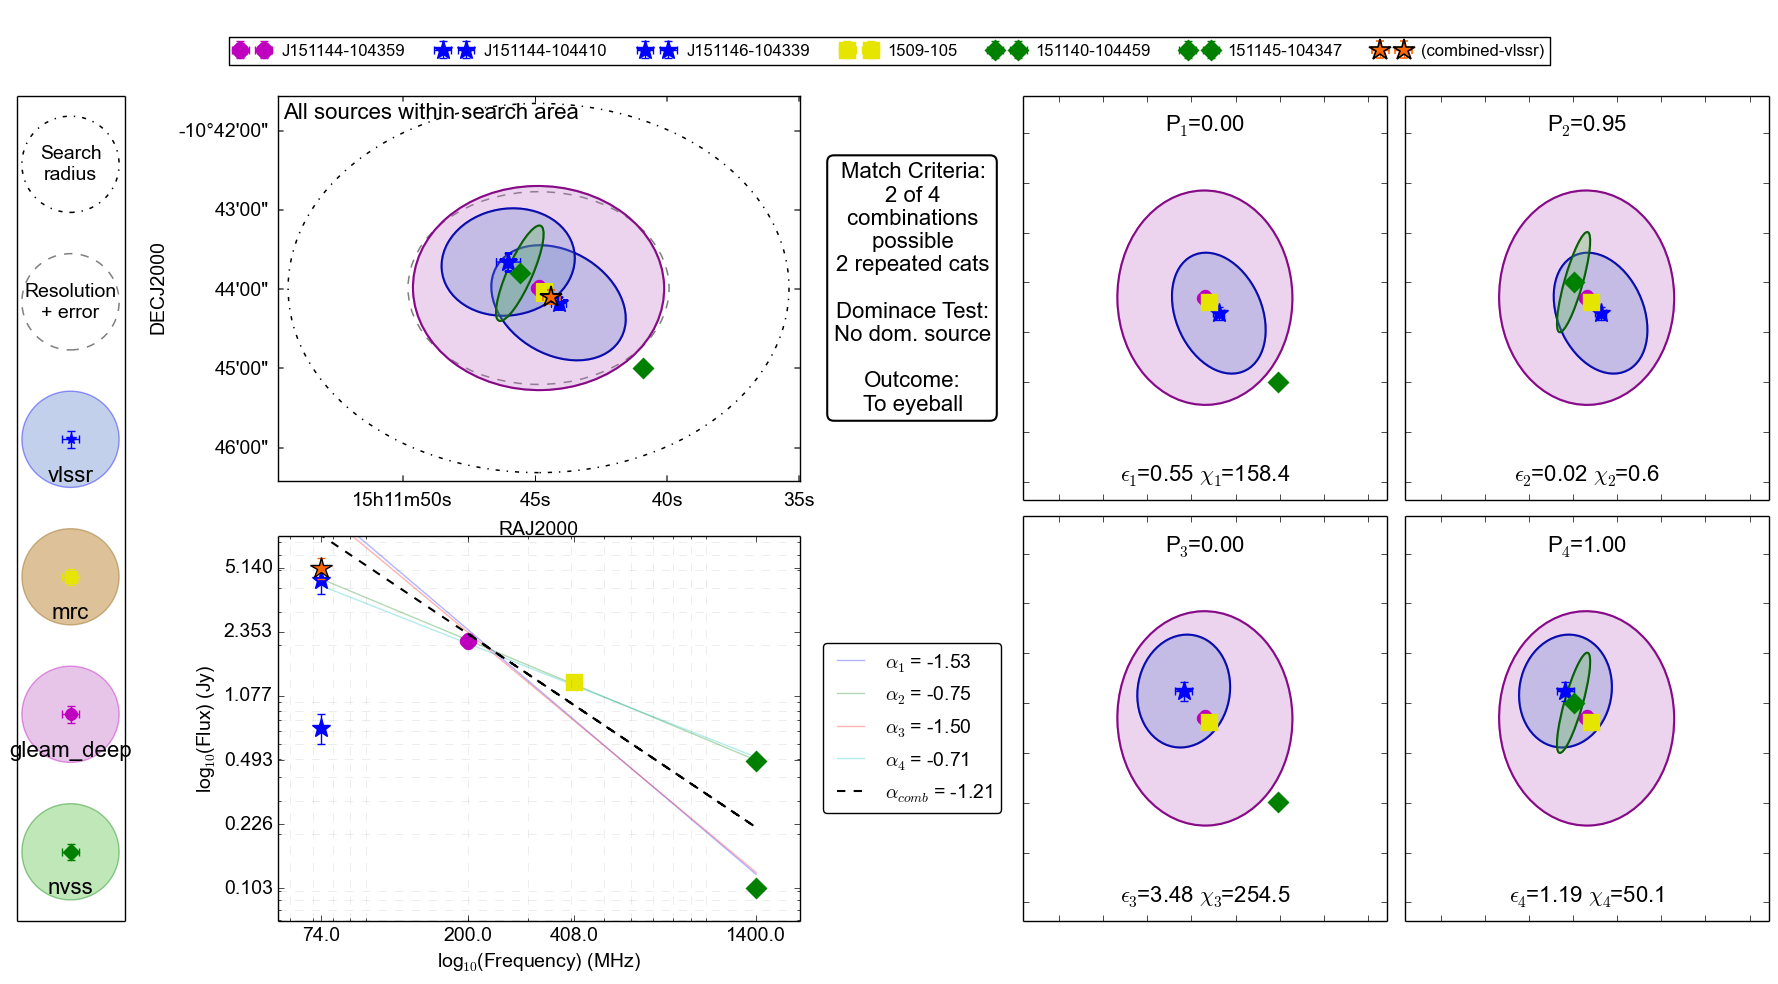 J151144-104359 J151144-104410 J151146-104339 1509-105 151140-104459 151145-104347 (combined-vlssr)
Search
radius
Resolution
+ error
vlssr
mrc
gleam_deep
nvss
All sources within search area
DECJ2000
-10°42'00"
43'00"
44'00"
45'00"
46'00"
15h11m50s 45s 40s 35s
RAJ2000
Match Criteria:
2 of 4
combinations
possible
2 repeated cats
Dominace Test:
No dom. source
Outcome:
To eyeball
P1=0.00
ϵ1=0.55 χ1=158.4
P2=0.95
ϵ2=0.02 χ2=0.6
log10(Flux) (Jy)
5.140
2.353
1.077
0.493
0.226
0.103
74.0 200.0 408.0 1400.0
log10(Frequency) (MHz)
α1 = -1.53
α2 = -0.75
α3 = -1.50
α4 = -0.71
αcomb = -1.21
P3=0.00
ϵ3=3.48 χ3=254.5
P4=1.00
ϵ4=1.19 χ4=50.1